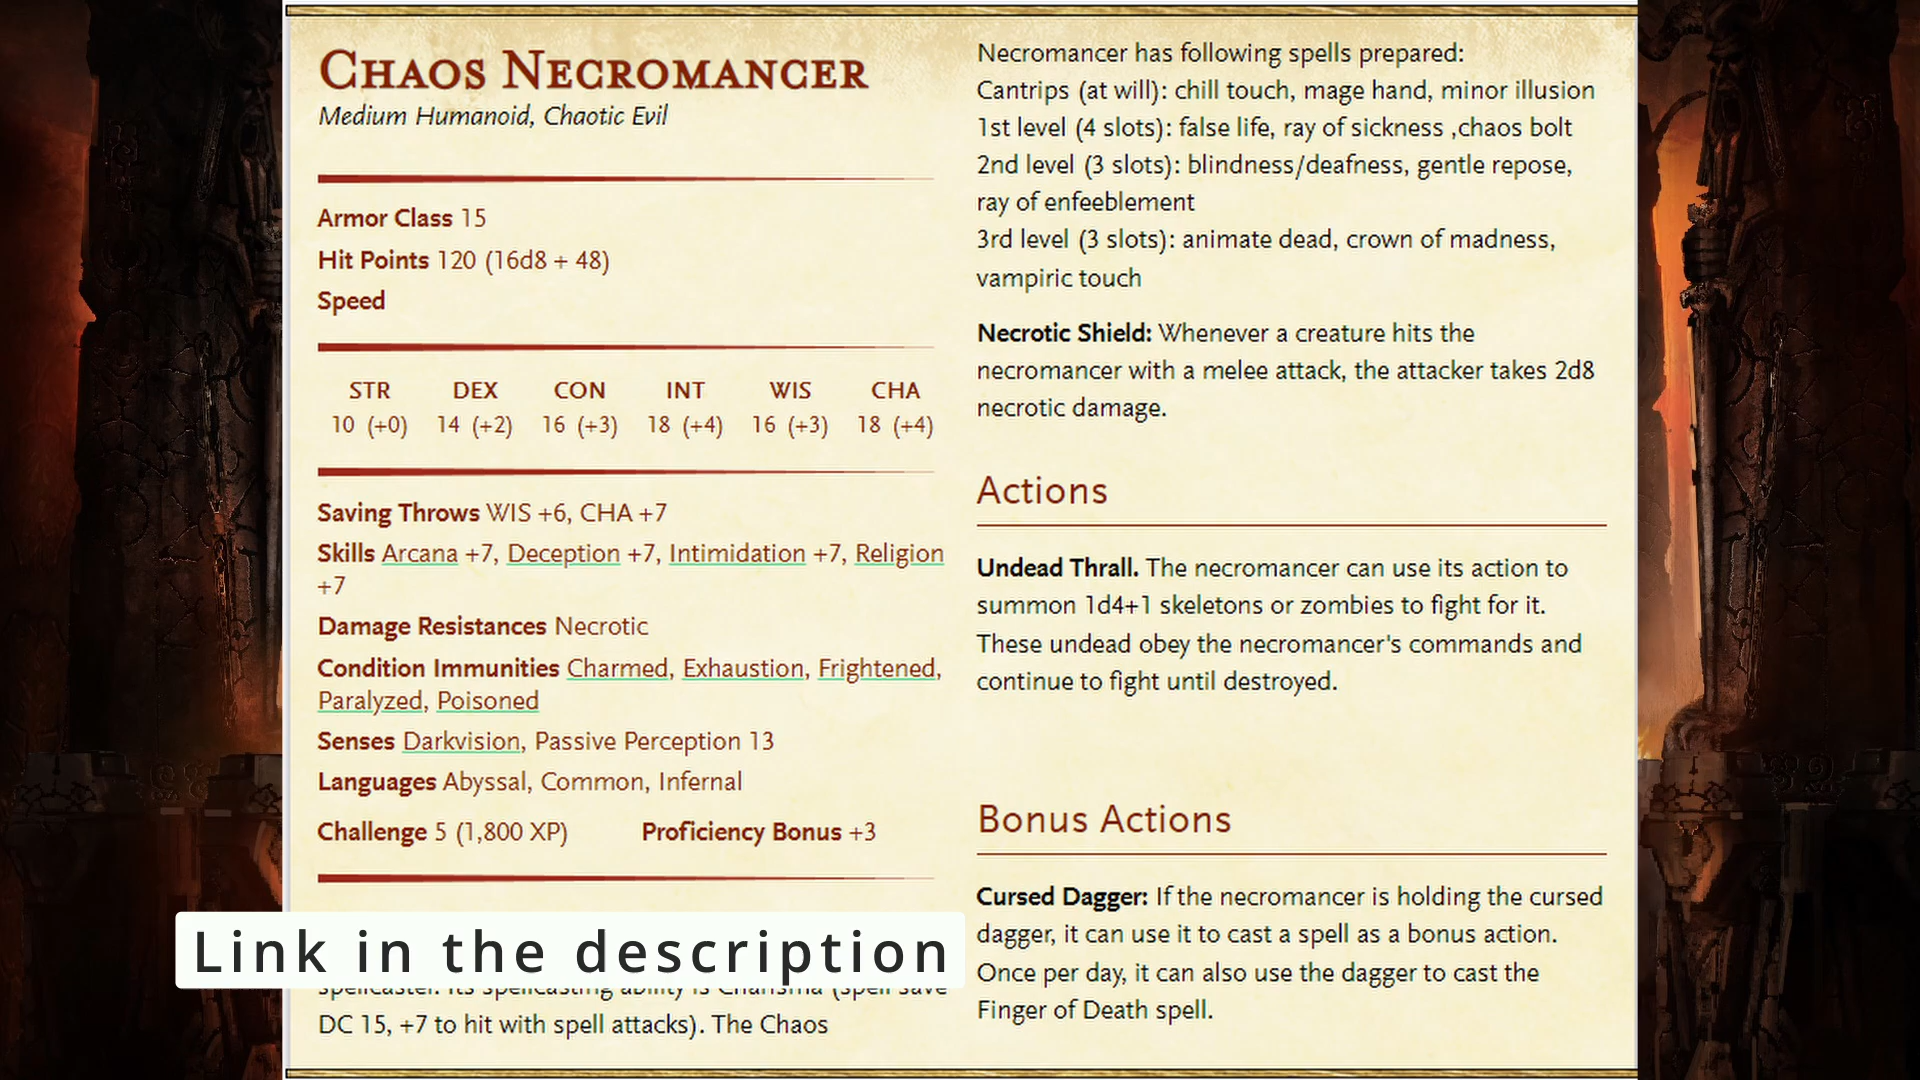 Chaos Necromancer
Medium Humanoid, Chaotic Evil
Armor Class 15
Hit Points 120 (16d8 + 48)
Speed
STR DEX CON INT WIS CHA
10 (+0) 14 (+2) 16 (+3) 18 (+4) 16 (+3) 18 (+4)
Saving Throws WIS +6, CHA +7
Skills Arcana +7, Deception +7, Intimidation +7, Religion
+7
Damage Resistances Necrotic
Condition Immunities Charmed, Exhaustion, Frightened,
Paralyzed, Poisoned
Senses Darkvision, Passive Perception 13
Languages Abyssal, Common, Infernal
Challenge 5 (1,800 XP) Proficiency Bonus +3
Link in the description
spellcaster. Its spellcasting ability is Charisma (spell save
DC 15, +7 to hit with spell attacks). The Chaos
Necromancer has following spells prepared:
Cantrips (at will): chill touch, mage hand, minor illusion
1st level (4 slots): false life, ray of sickness ,chaos bolt
2nd level (3 slots): blindness/deafness, gentle repose,
ray of enfeeblement
3rd level (3 slots): animate dead, crown of madness,
vampiric touch
Necrotic Shield: Whenever a creature hits the
necromancer with a melee attack, the attacker takes 2d8
necrotic damage.
Actions
Undead Thrall. The necromancer can use its action to
summon 1d4+1 skeletons or zombies to fight for it.
These undead obey the necromancer's commands and
continue to fight until destroyed.
Bonus Actions
Cursed Dagger: If the necromancer is holding the cursed
dagger, it can use it to cast a spell as a bonus action.
Once per day, it can also use the dagger to cast the
Finger of Death spell.